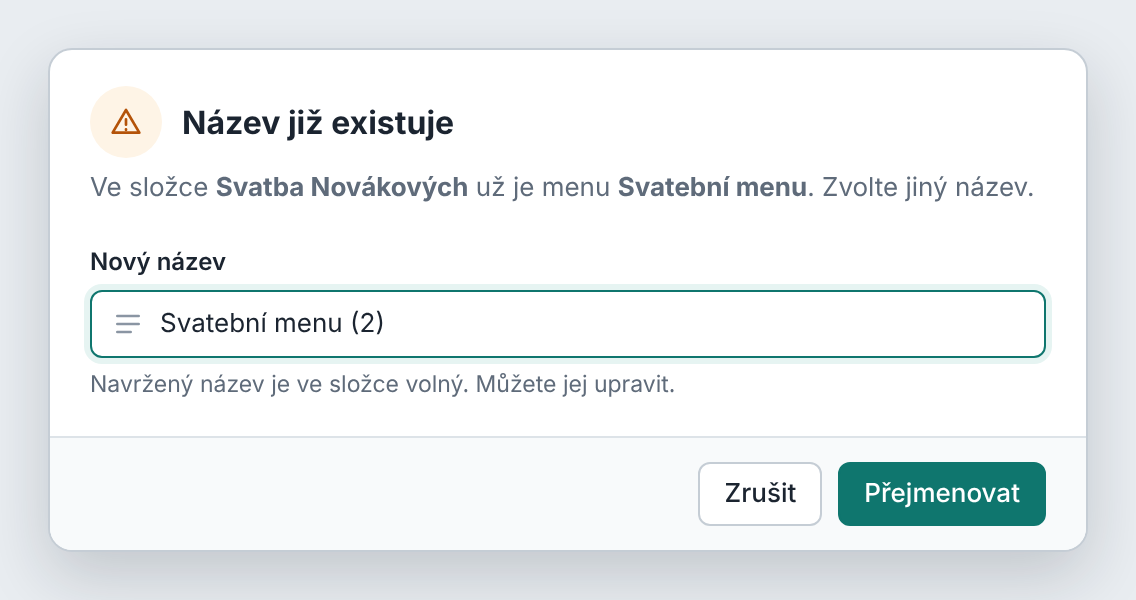 Název již existuje
Ve složce Svatba Novákových už je menu Svatební menu. Zvolte jiný název.
Nový název
Svatební menu (2)
Navržený název je ve složce volný. Můžete jej upravit.
Zrušit
Přejmenovat